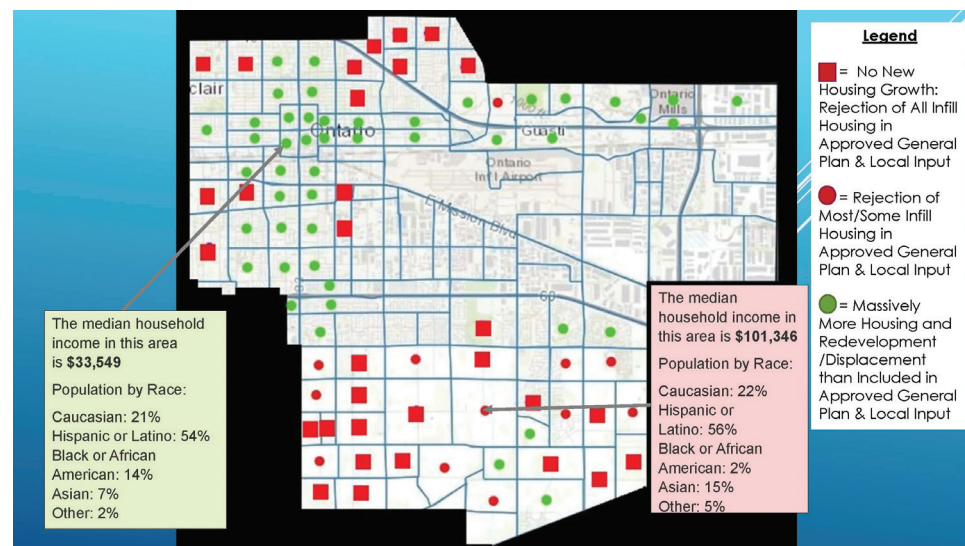 clair
Ontario
Guasti
Ontario
Mills
Ontario
Int'l Airport
E Mission Blvd
60
The median household
income in this area
is $33,549
Population by Race:
Caucasian: 21%
Hispanic or Latino: 54%
Black or African
American: 14%
Asian: 7%
Other: 2%
The median
household income in
this area is $101,346
Population by Race:
Caucasian: 22%
Hispanic or
Latino: 56%
Black or African
American: 2%
Asian: 15%
Other: 5%
Legend
= No New
Housing Growth:
Rejection of All Infill
Housing in
Approved General
Plan & Local Input
= Rejection of
Most/Some Infill
Housing in
Approved General
Plan & Local Input
= Massively
More Housing and
Redevelopment
/Displacement
than Included in
Approved General
Plan & Local Input